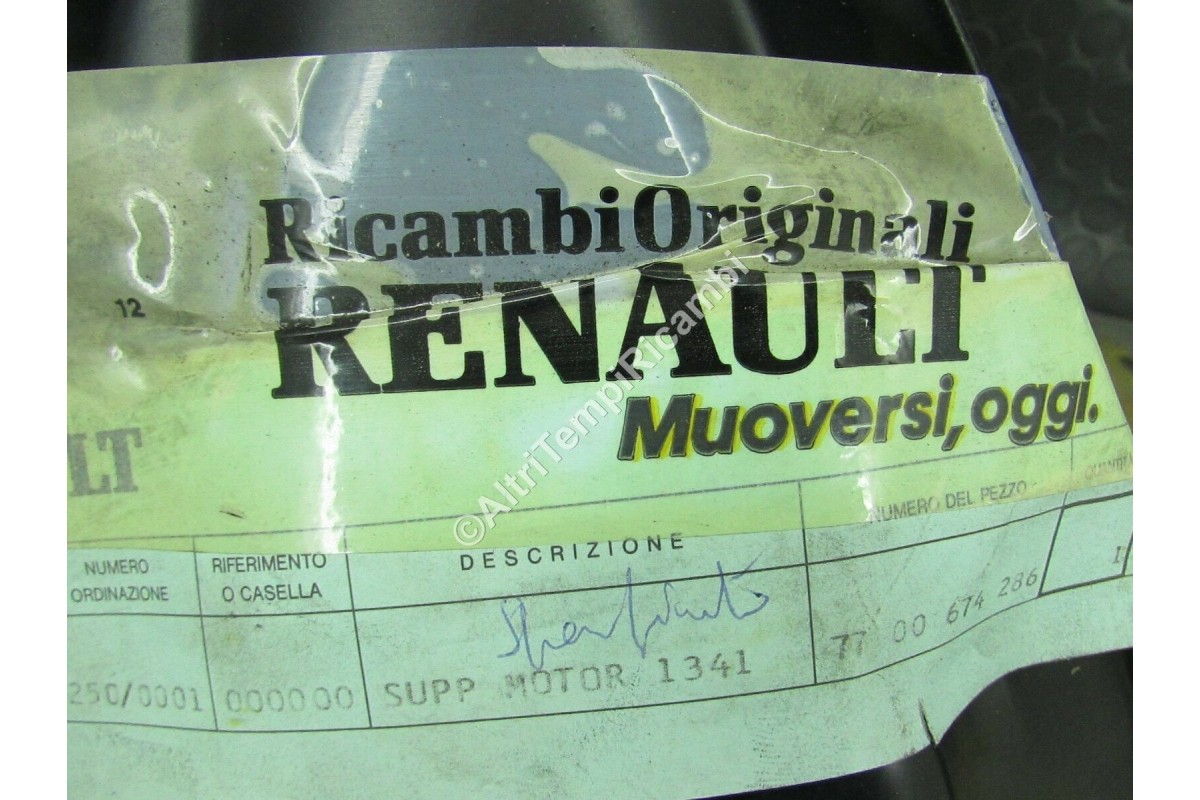 Ricambi Originali
RENAULT
Muoversi, oggi.
12
LT
©AltriTempiRicambi
NUMERO ORDINAZIONE
RIFERIMENTO O CASELLA
DESCRIZIONE
NUMERO DEL PEZZO
250/0001
000000
SUPP MOTOR 1341
77 00 674 286
1